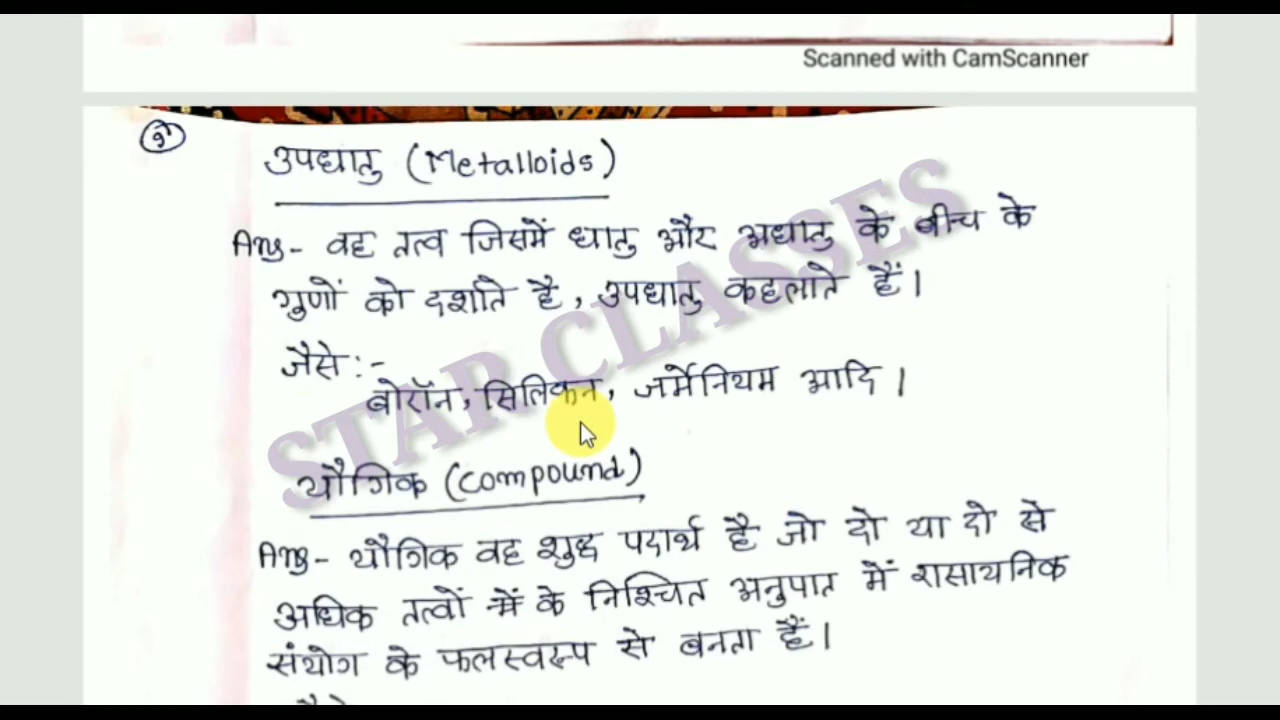 Scanned with CamScanner
उपधातु (Metalloids)
Ans - वह तत्व जिसमें धातु और अधातु के बीच के
गुणों को दर्शाते है, उपधातु कहलाते हैं।
जैसे :-
बोरॉन, सिलिकन, जर्मेनियम आदि।
यौगिक (compound)
Ans - यौगिक वह शुद्ध पदार्थ है जो दो या दो से
अधिक तत्वों में के निश्चित अनुपात में रासायनिक
संयोग के फलस्वरूप से बनता हैं।
STAR CLASSES